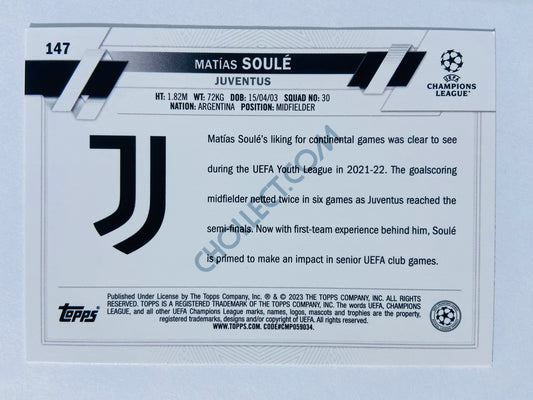 147
MATÍAS SOULÉ
JUVENTUS
HT: 1.82M WT: 72KG DOB: 15/04/03 SQUAD NO: 30
NATION: ARGENTINA POSITION: MIDFIELDER
UEFA
CHAMPIONS
LEAGUE®
Matías Soulé's liking for continental games was clear to see
during the UEFA Youth League in 2021-22. The goalscoring
midfielder netted twice in six games as Juventus reached the
semi-finals. Now with first-team experience behind him, Soulé
is primed to make an impact in senior UEFA club games.
CHOLLECT.COM
topps®
Published Under License by The Topps Company, Inc. ® & © 2023 THE TOPPS COMPANY, INC. ALL RIGHTS
RESERVED. TOPPS IS A REGISTERED TRADEMARK OF THE TOPPS COMPANY, INC. The words UEFA, CHAMPIONS
LEAGUE, and all other UEFA Champions League marks, names, logos, mascots and trophies are the property,
registered trademarks, designs and/or copyright of UEFA. All rights reserved.
WWW.TOPPS.COM. CODE#CMP059034.